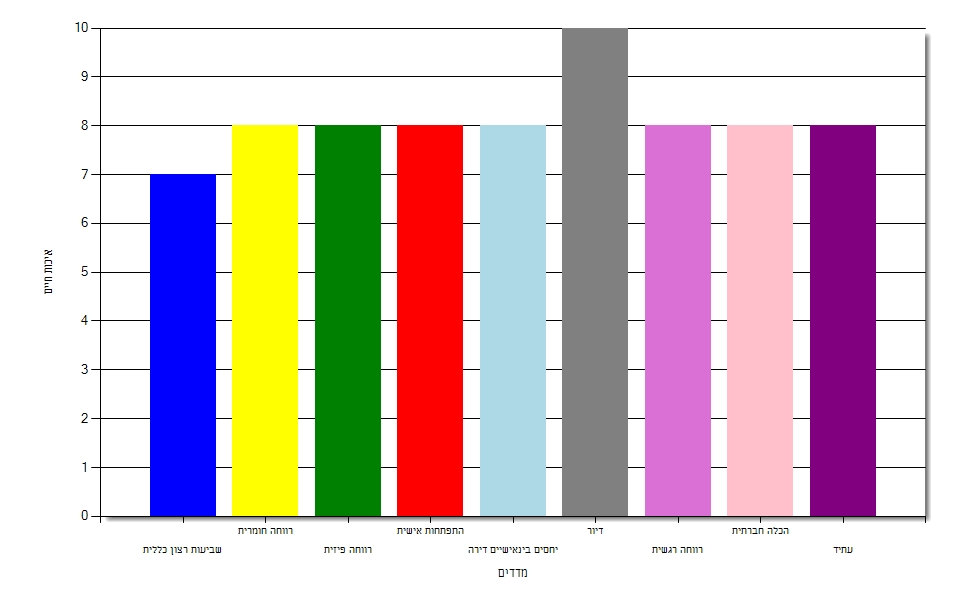 10
9
8
7
6
5
4
3
2
1
0
איכות חיים
שביעות רצון כללית
רווחה חומרית
רווחה פיזית
התפתחות אישית
יחסים בינאישיים דירה
דיור
רווחה רגשית
הכלה חברתית
עתיד
מדדים